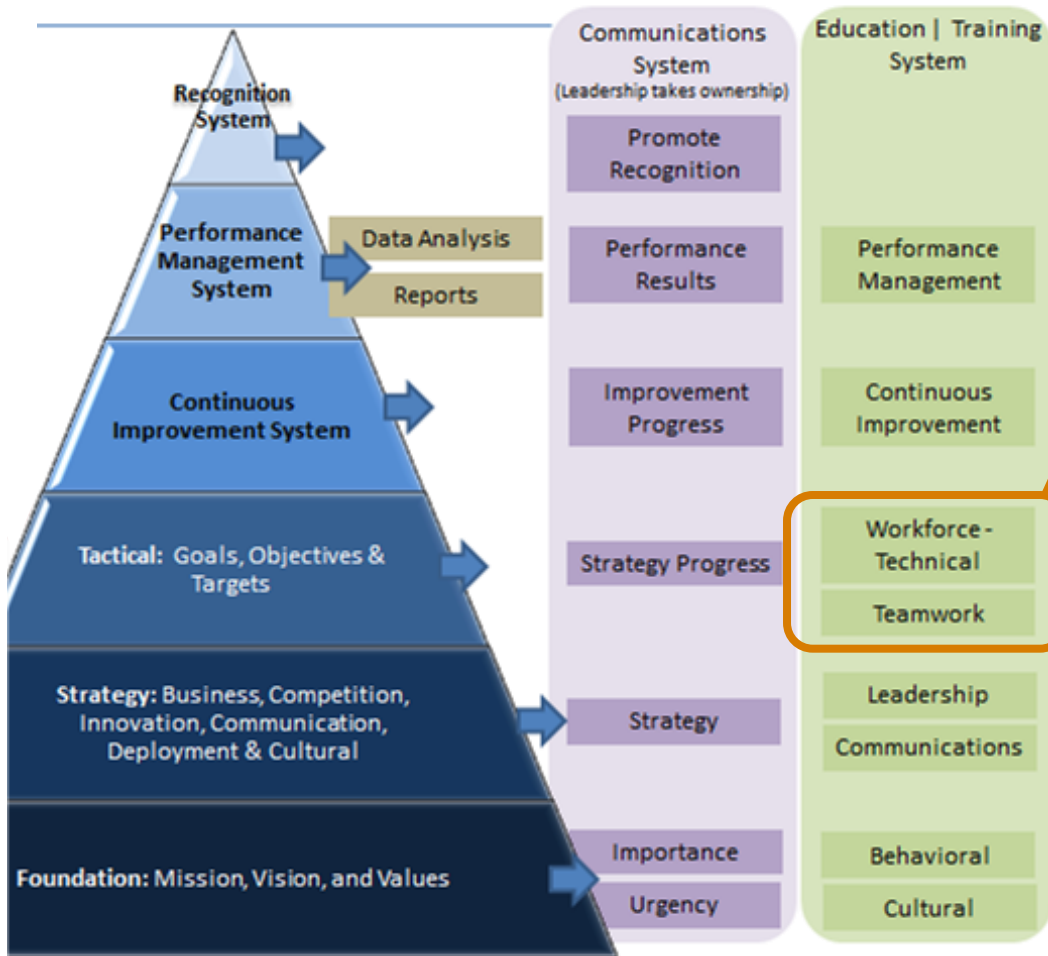 Recognition
System
Performance
Management
System
Continuous
Improvement System
Tactical: Goals, Objectives &
Targets
Strategy: Business, Competition,
Innovation, Communication,
Deployment & Cultural
Foundation: Mission, Vision, and Values
Data Analysis
Reports
Communications
System
(Leadership takes ownership)
Promote
Recognition
Performance
Results
Improvement
Progress
Strategy Progress
Strategy
Importance
Urgency
Education | Training
System
Performance
Management
Continuous
Improvement
Workforce -
Technical
Teamwork
Leadership
Communications
Behavioral
Cultural